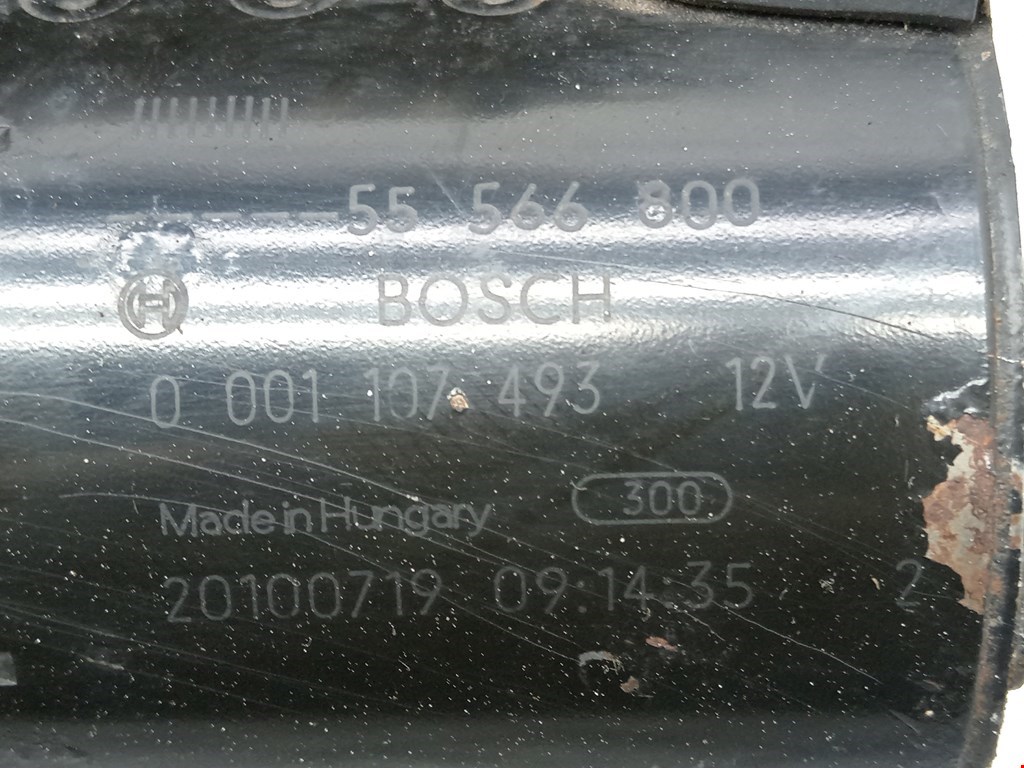 ------55 566 800
BOSCH
0 001 107 493 12V
Made in Hungary 300
20100719 09:14:35 2